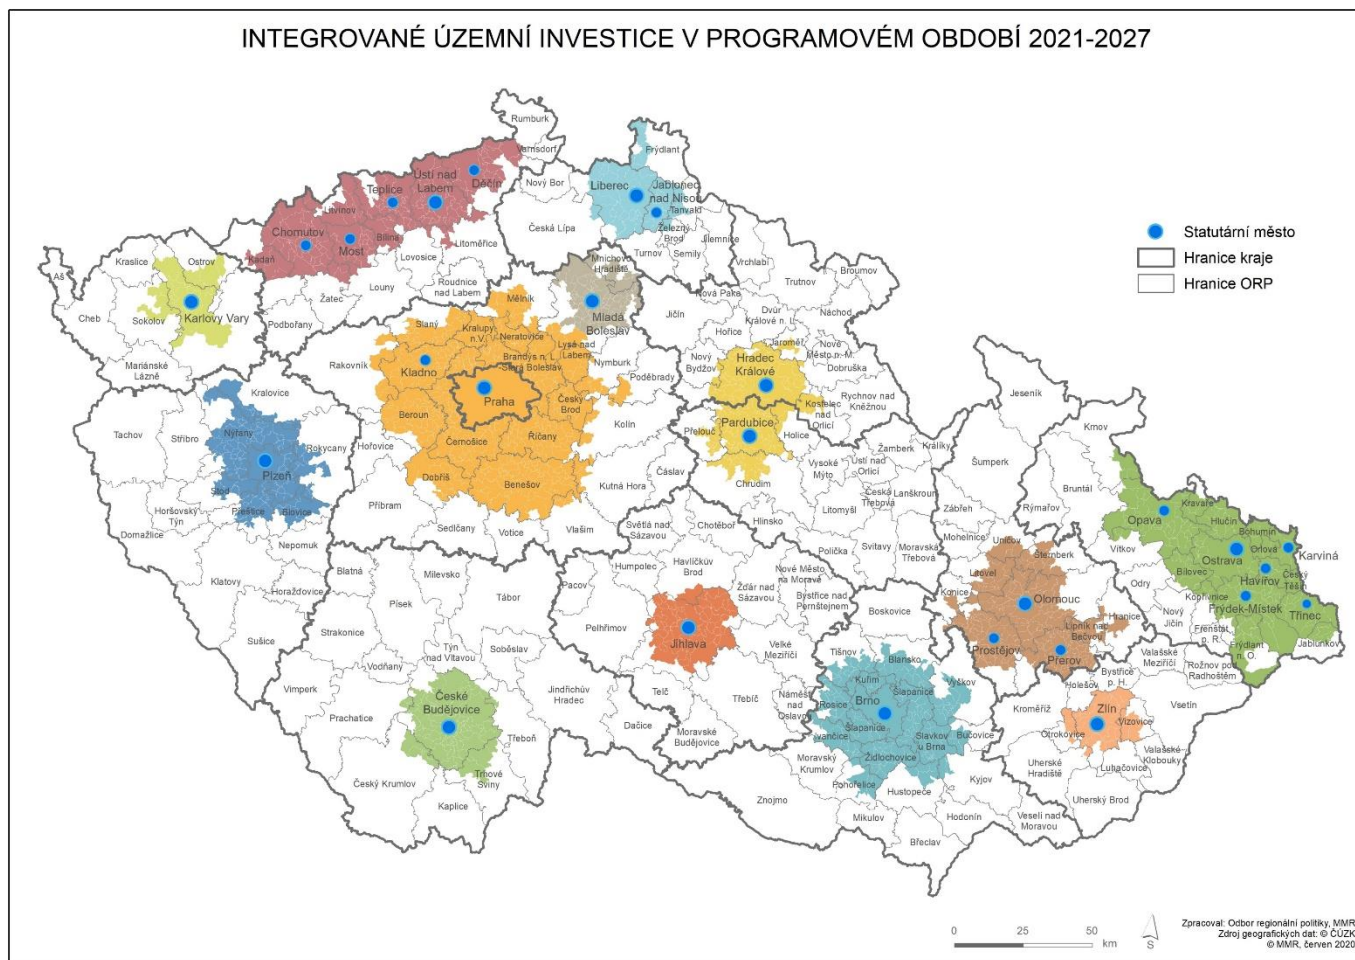 INTEGROVANÉ ÚZEMNÍ INVESTICE V PROGRAMOVÉM OBDOBÍ 2021-2027
Statutární město
Hranice kraje
Hranice ORP
Rumburk
Frýdlant
Děčín
Ústí nad
Labem
Teplice
Litvínov
Chomutov
Most
Bílina
Kadaň
Litoměřice
Lovosice
Roudnice
nad Labem
Louny
Žatec
Podbořany
Nový Bor
Česká Lípa
Liberec
Jablonec
nad Nisou
Tanvald
Železný
Brod
Jilemnice
Semily
Turnov
Mnichovo
Hradiště
Mladá
Boleslav
Vrchlabí
Trutnov
Broumov
Náchod
Nová Paka
Dvůr
Králové n. L.
Jičín
Hořice
Jaroměř
Nové
Město n. M.
Dobruška
Nový
Bydžov
Hradec
Králové
Kostelec
nad
Orlicí
Rychnov nad
Kněžnou
Aš
Kraslice
Ostrov
Cheb
Sokolov
Karlovy Vary
Mariánské
Lázně
Mělník
Slaný
Kralupy
n.V.
Neratovice
Lysá nad
Labem
Brandýs n. L.
Stará Boleslav
Nymburk
Poděbrady
Rakovník
Kladno
Praha
Český
Brod
Beroun
Kolín
Černošice
Říčany
Hořovice
Dobříš
Benešov
Kutná Hora
Čáslav
Příbram
Sedlčany
Votice
Vlašim
Kralovice
Tachov
Stříbro
Nýřany
Rokycany
Plzeň
Stod
Přeštice
Blovice
Horšovský
Týn
Domažlice
Nepomuk
Klatovy
Horažďovice
Sušice
Pardubice
Přelouč
Holice
Chrudim
Vysoké
Mýto
Žamberk
Králíky
Ústí nad
Orlicí
Česká
Třebová
Lanškroun
Litomyšl
Hlinsko
Polička
Svitavy
Moravská
Třebová
Světlá nad
Sázavou
Chotěboř
Havlíčkův
Brod
Humpolec
Pacov
Pelhřimov
Jihlava
Žďár nad
Sázavou
Nové Město
na Moravě
Bystřice nad
Pernštejnem
Velké
Meziříčí
Telč
Třebíč
Náměšť
nad
Oslavou
Moravské
Budějovice
Blatná
Milevsko
Tábor
Písek
Strakonice
Týn
nad Vltavou
Soběslav
Vodňany
Vimperk
Prachatice
České
Budějovice
Jindřichův
Hradec
Dačice
Třeboň
Trhové
Sviny
Český Krumlov
Kaplice
Boskovice
Tišnov
Blansko
Kuřim
Šlapanice
Vyškov
Rosice
Brno
Šlapanice
Ivančice
Slavkov
u Brna
Bučovice
Židlochovice
Moravský
Krumlov
Pohořelice
Hustopeče
Kyjov
Znojmo
Mikulov
Hodonín
Veselí nad
Moravou
Břeclav
Jeseník
Šumperk
Zábřeh
Mohelnice
Uničov
Šternberk
Litovel
Konice
Olomouc
Prostějov
Lipník nad
Bečvou
Přerov
Hranice
Krnov
Bruntál
Rýmařov
Opava
Kravaře
Hlučín
Bohumín
Orlová
Karviná
Ostrava
Havířov
Český
Těšín
Vítkov
Bílovec
Odry
Kopřivnice
Frýdek-Místek
Třinec
Nový
Jičín
Frenštát
n. R.
Frýdlant
n. O.
Jablunkov
Valašské
Meziříčí
Rožnov pod
Radhoštěm
Bystřice
p. H.
Holešov
Kroměříž
Zlín
Vizovice
Vsetín
Otrokovice
Uherské
Hradiště
Luhačovice
Valašské
Klobouky
Uherský Brod
0 25 50
km
S
Zpracoval: Odbor regionální politiky, MMR
Zdroj geografických dat: © ČÚZK
© MMR, červen 2020